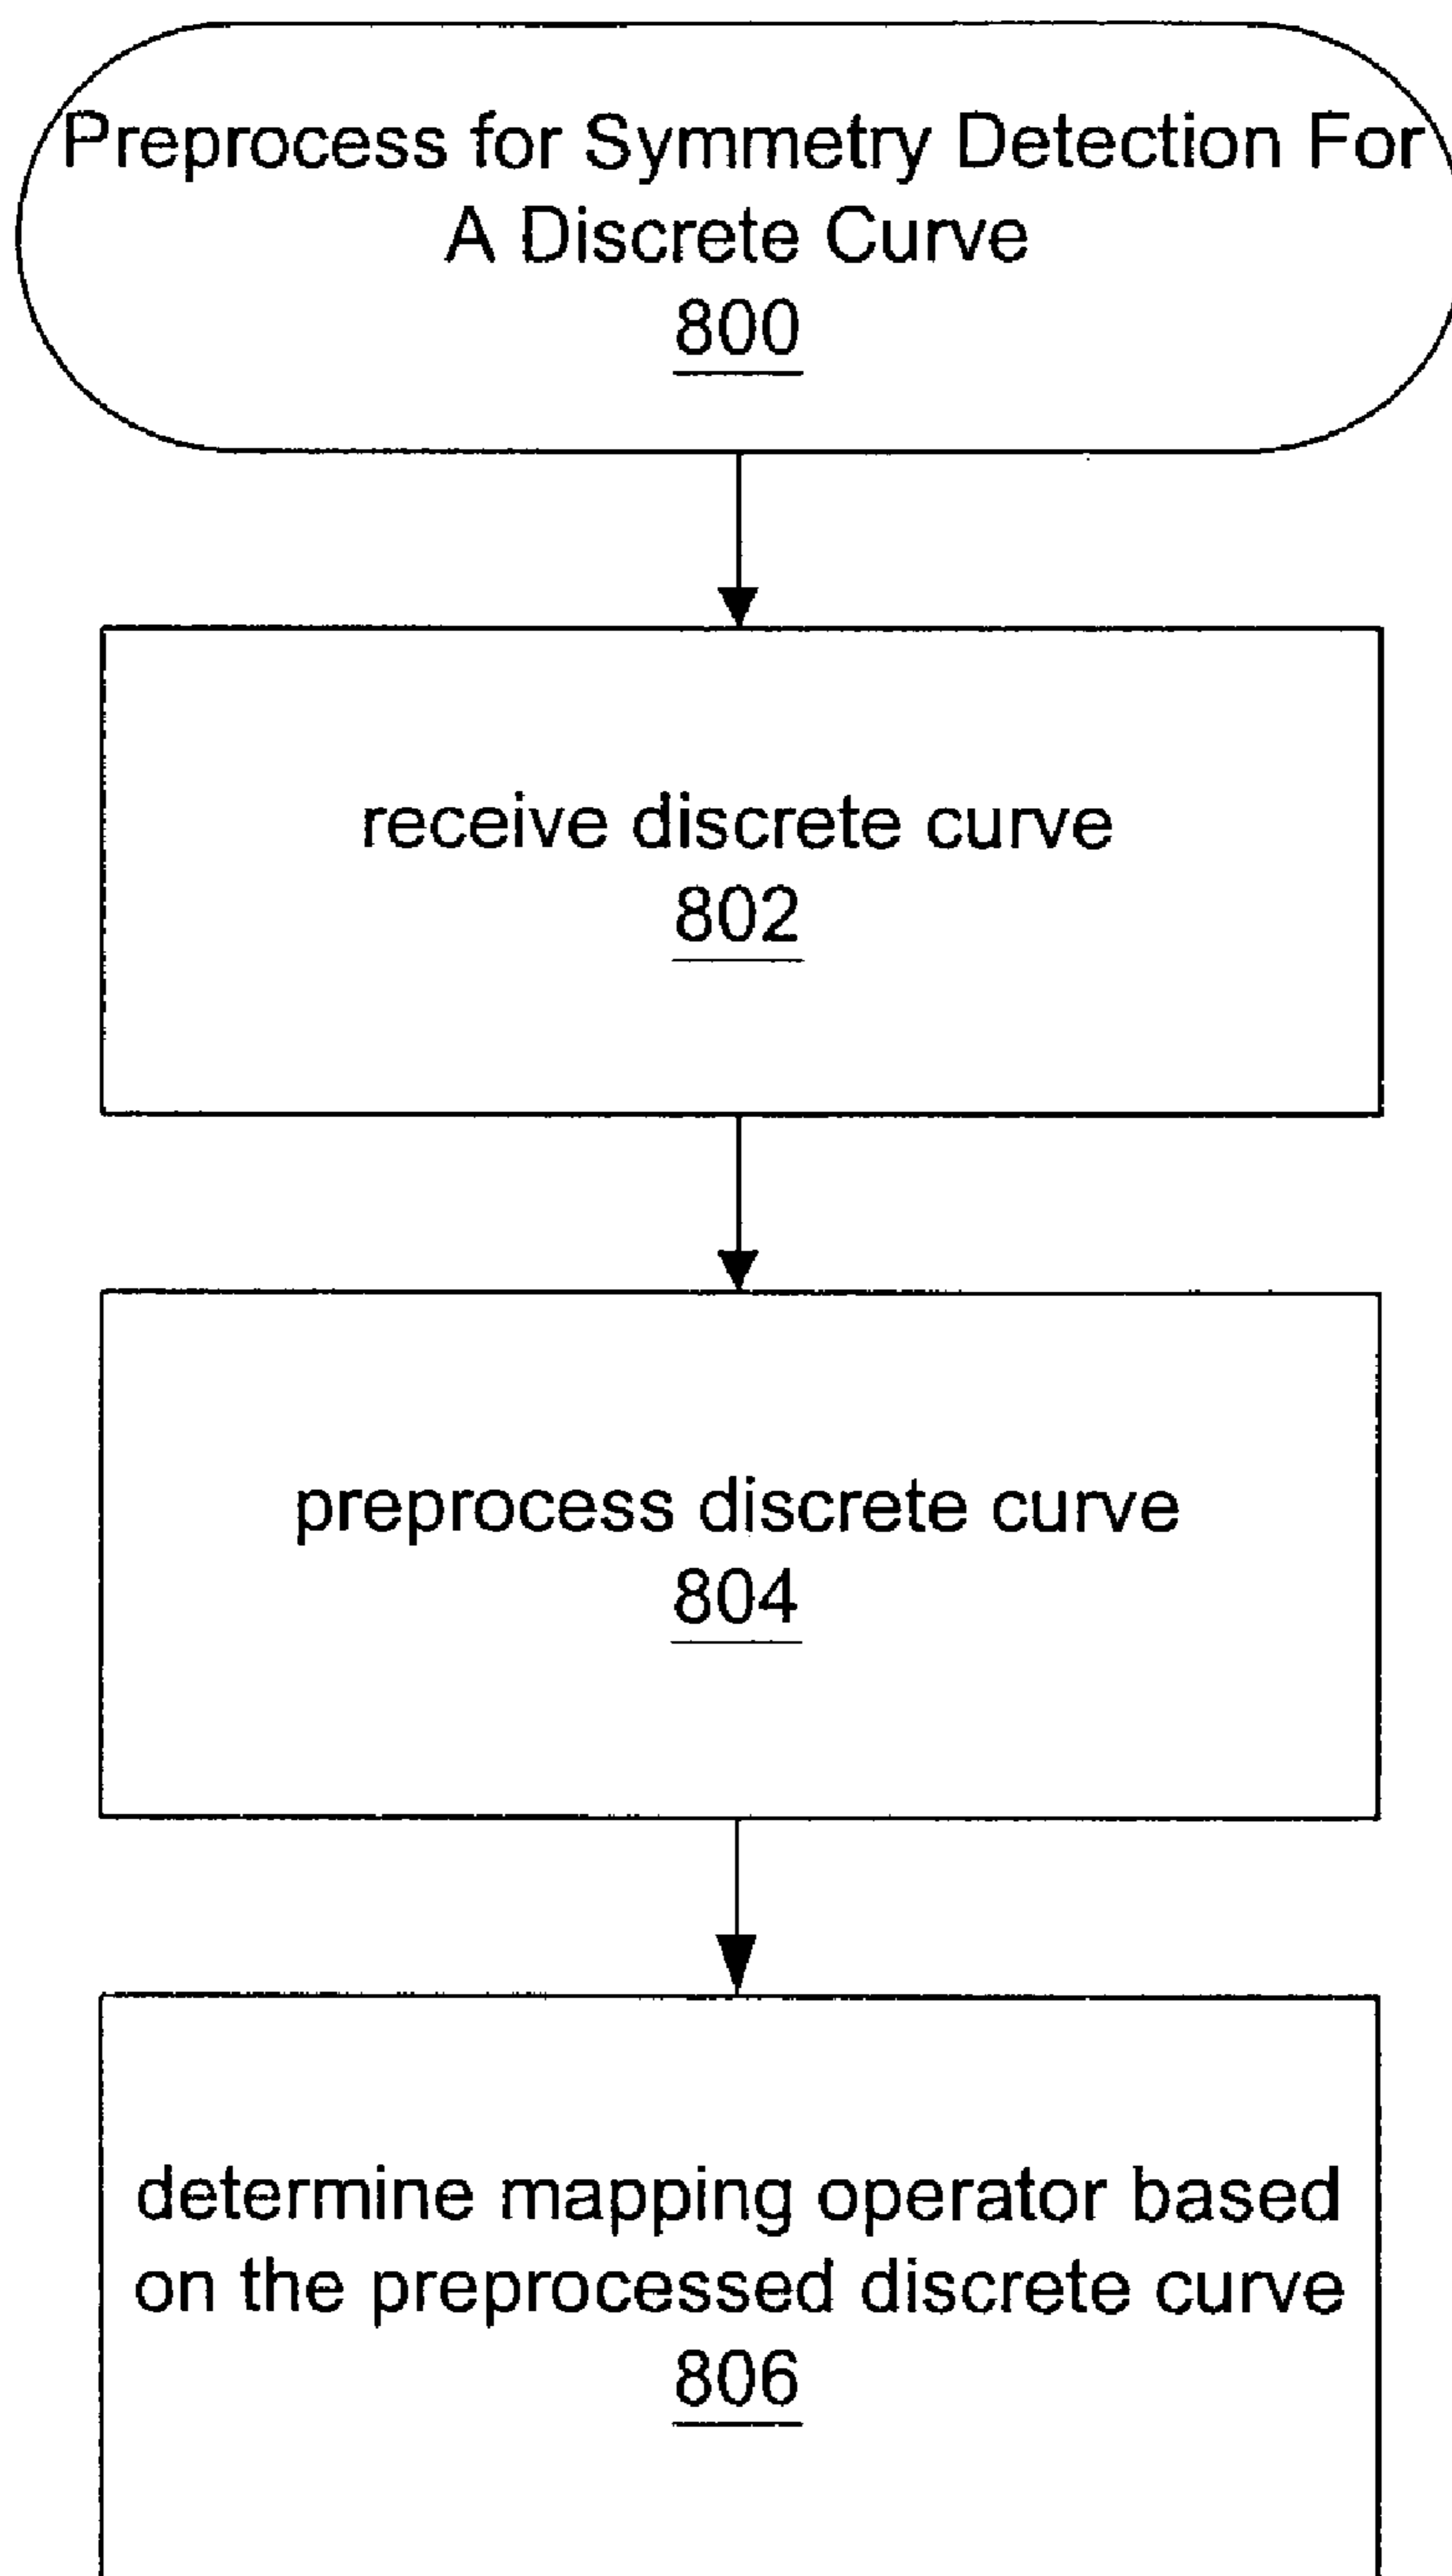 Preprocess for Symmetry Detection For
A Discrete Curve
800
receive discrete curve
802
preprocess discrete curve
804
determine mapping operator based
on the preprocessed discrete curve
806